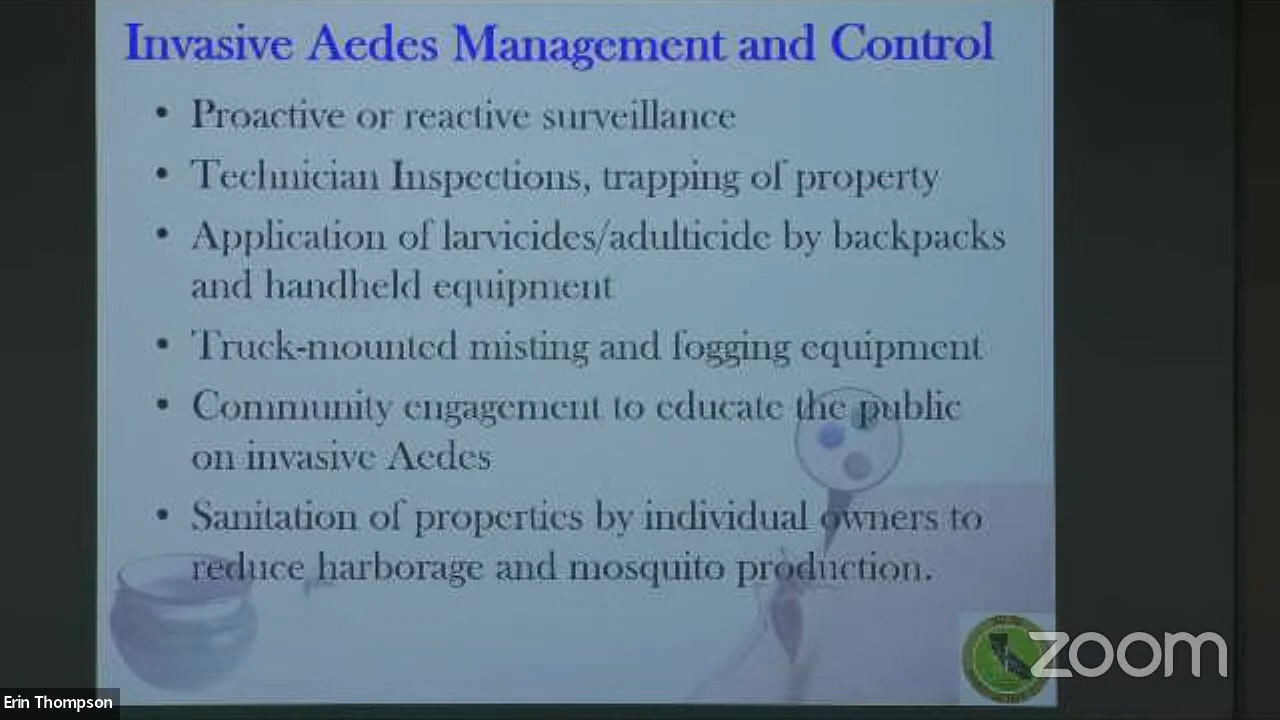 Invasive Aedes Management and Control
• Proactive or reactive surveillance
• Technician Inspections, trapping of property
• Application of larvicides/adulticide by backpacks
and handheld equipment
• Truck-mounted misting and fogging equipment
• Community engagement to educate the public
on invasive Aedes
• Sanitation of properties by individual owners to
reduce harborage and mosquito production.
zoom
Erin Thompson